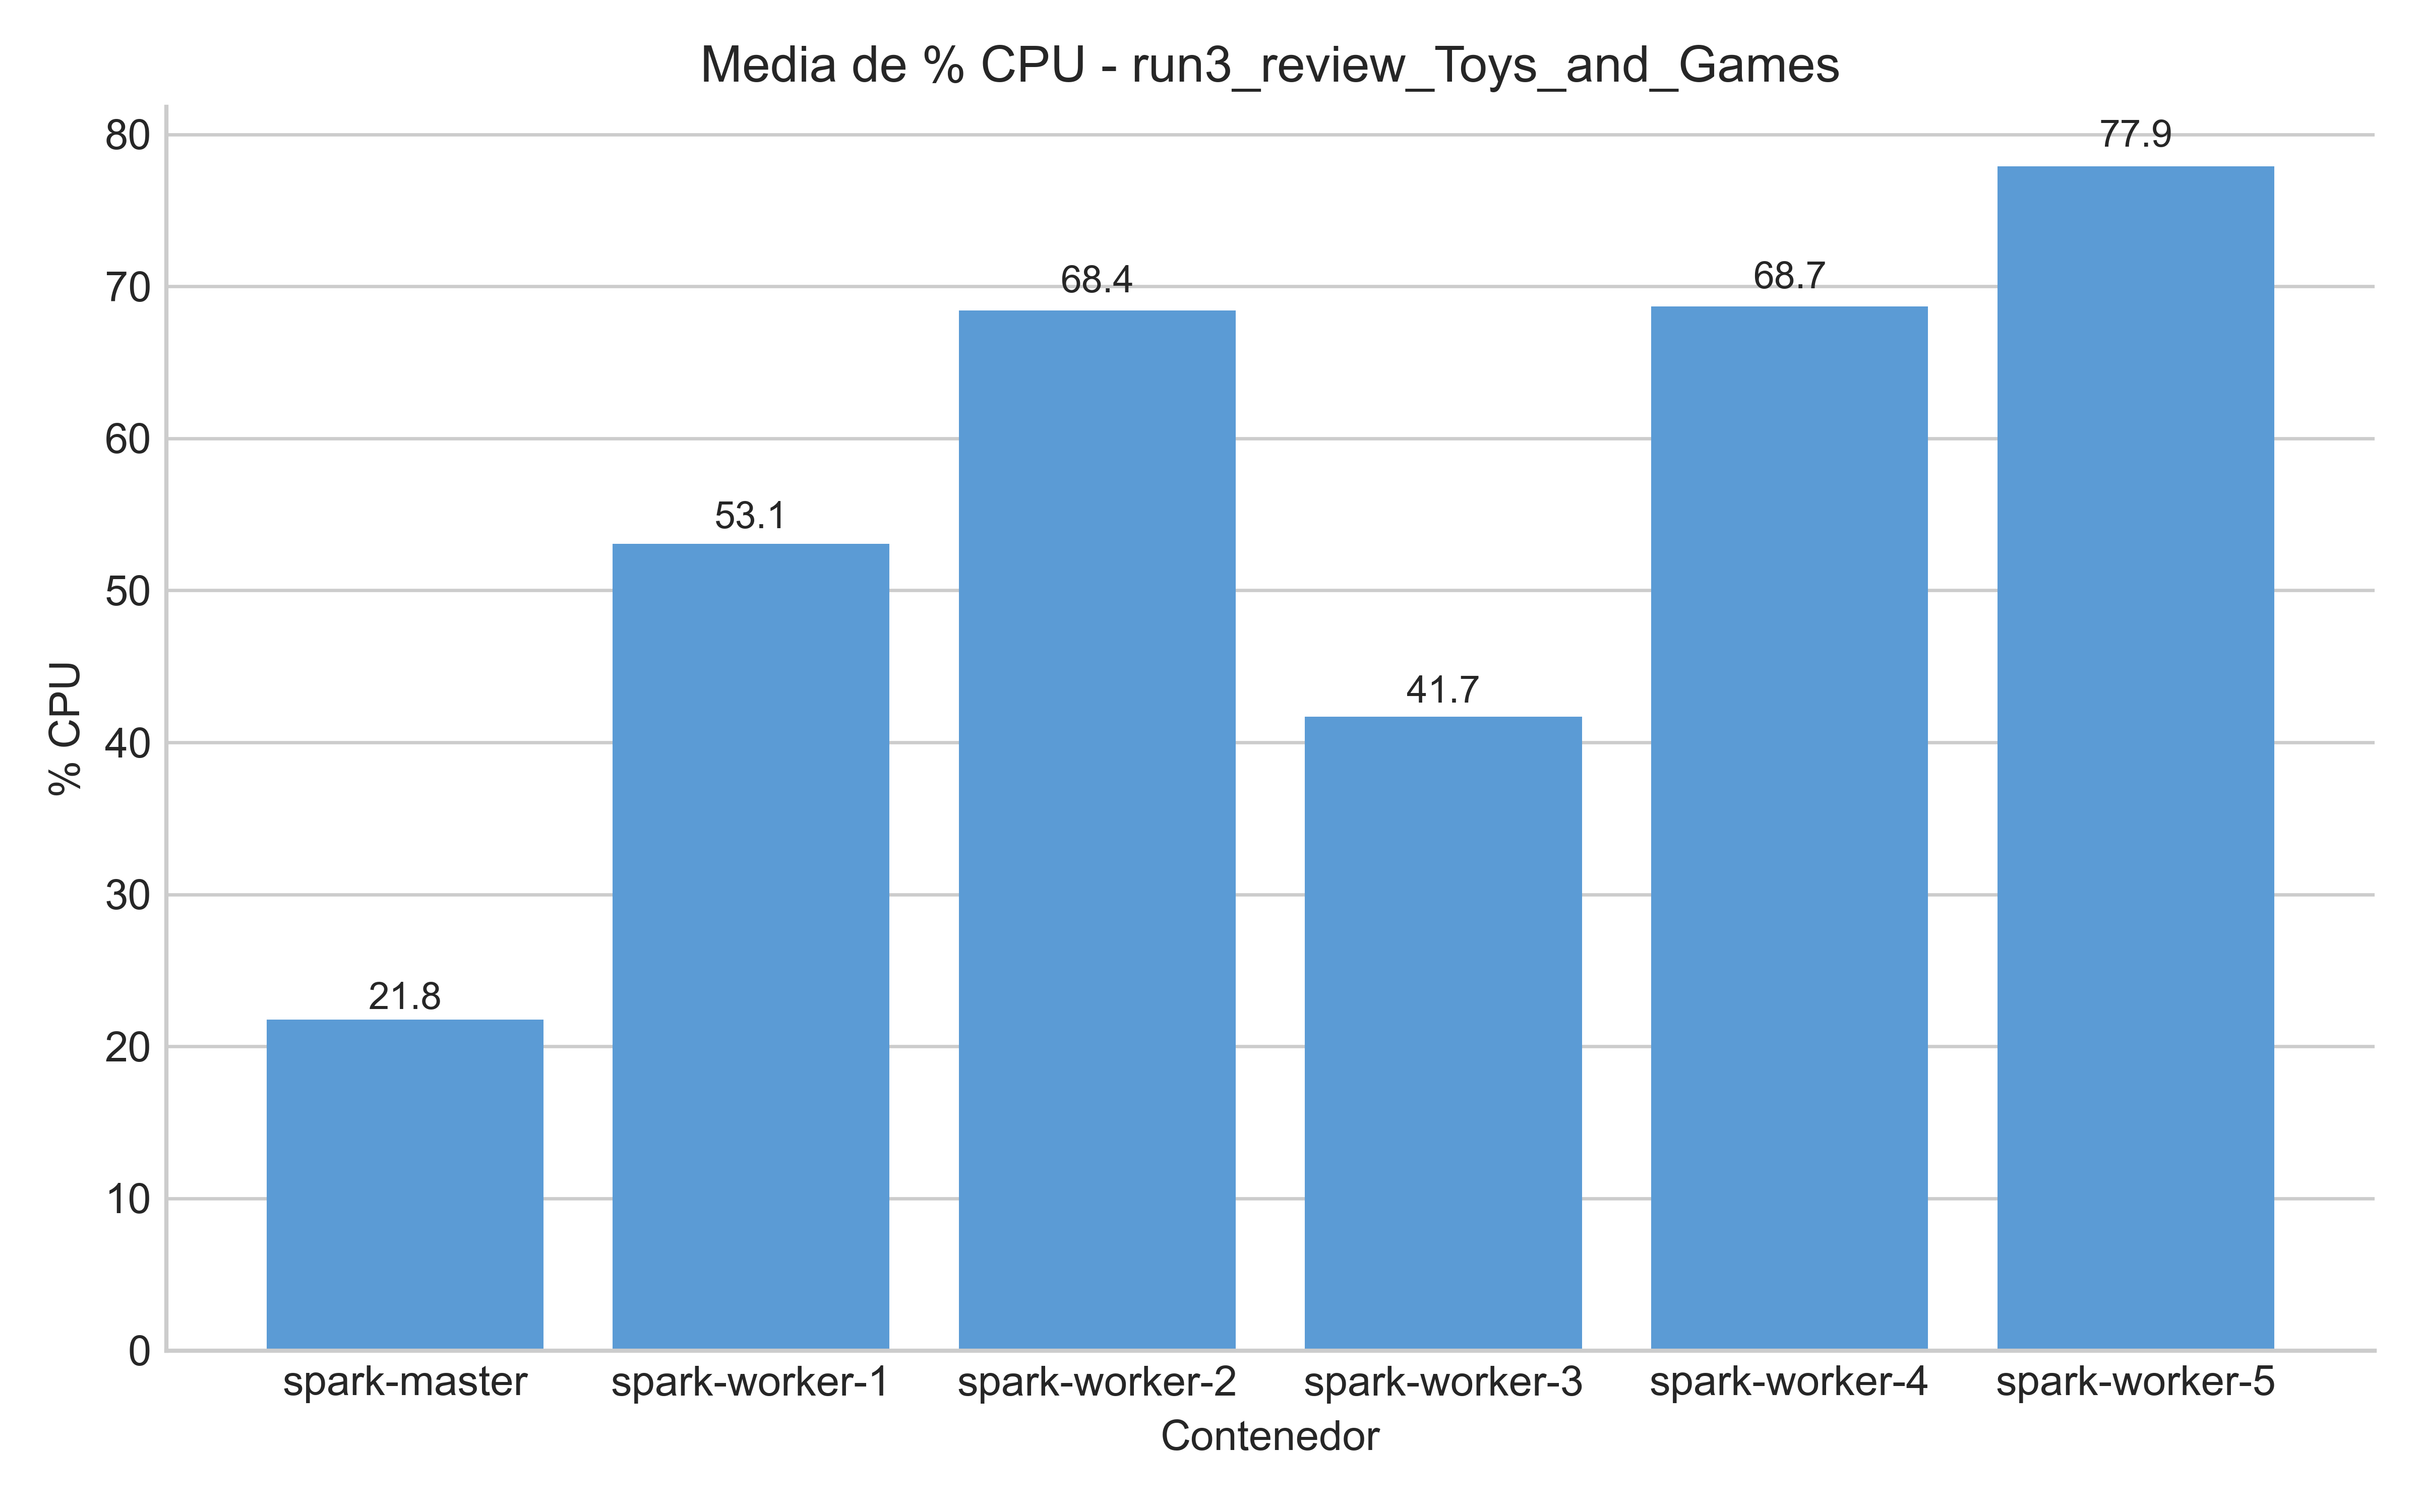 Media de % CPU - run3_review_Toys_and_Games
80
70
60
50
40
30
20
10
0
% CPU
21.8
53.1
68.4
41.7
68.7
77.9
spark-master
spark-worker-1
spark-worker-2
spark-worker-3
spark-worker-4
spark-worker-5
Contenedor